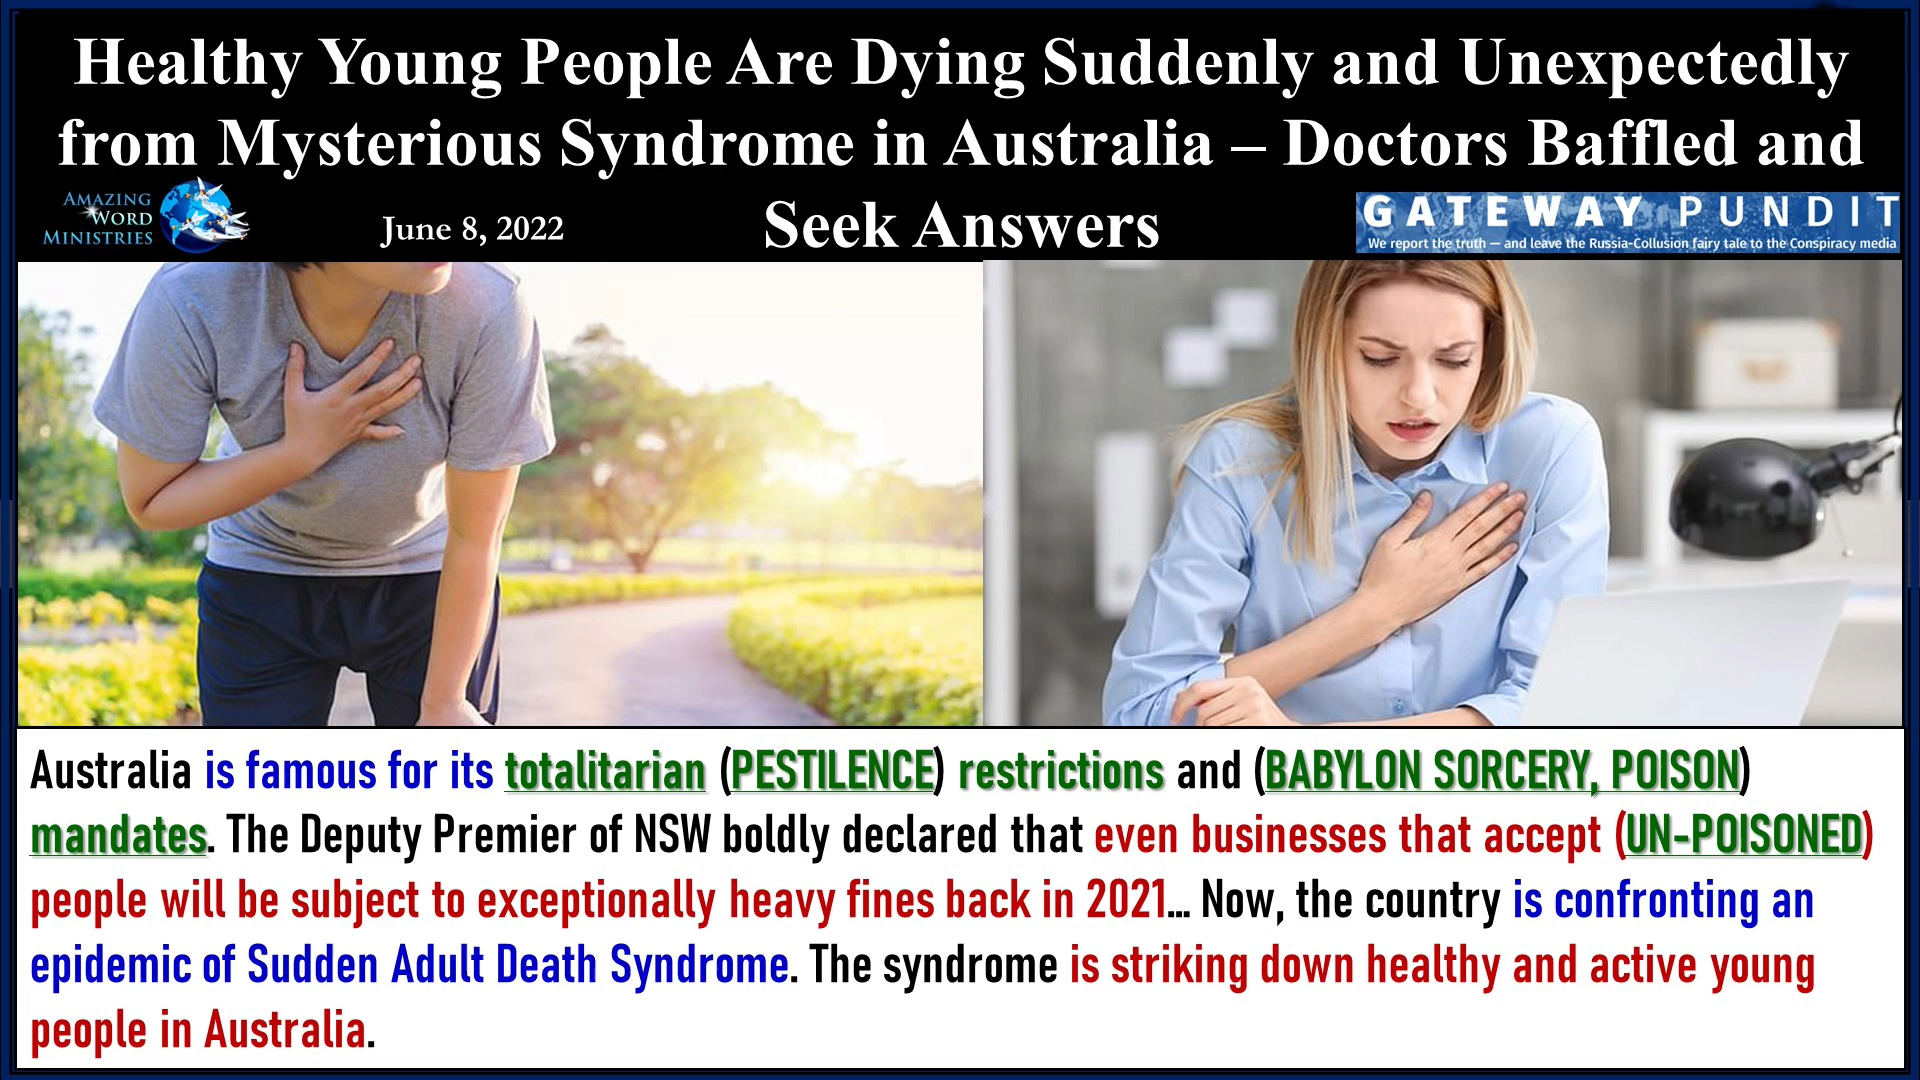 Healthy Young People Are Dying Suddenly and Unexpectedly
from Mysterious Syndrome in Australia – Doctors Baffled and
Seek Answers
AMAZING
WORD
MINISTRIES
June 8, 2022
GATEWAY PUNDIT
We report the truth — and leave the Russia-Collusion fairy tale to the Conspiracy media
Australia is famous for its totalitarian (PESTILENCE) restrictions and (BABYLON SORCERY, POISON)
mandates. The Deputy Premier of NSW boldly declared that even businesses that accept (UN-POISONED)
people will be subject to exceptionally heavy fines back in 2021... Now, the country is confronting an
epidemic of Sudden Adult Death Syndrome. The syndrome is striking down healthy and active young
people in Australia.